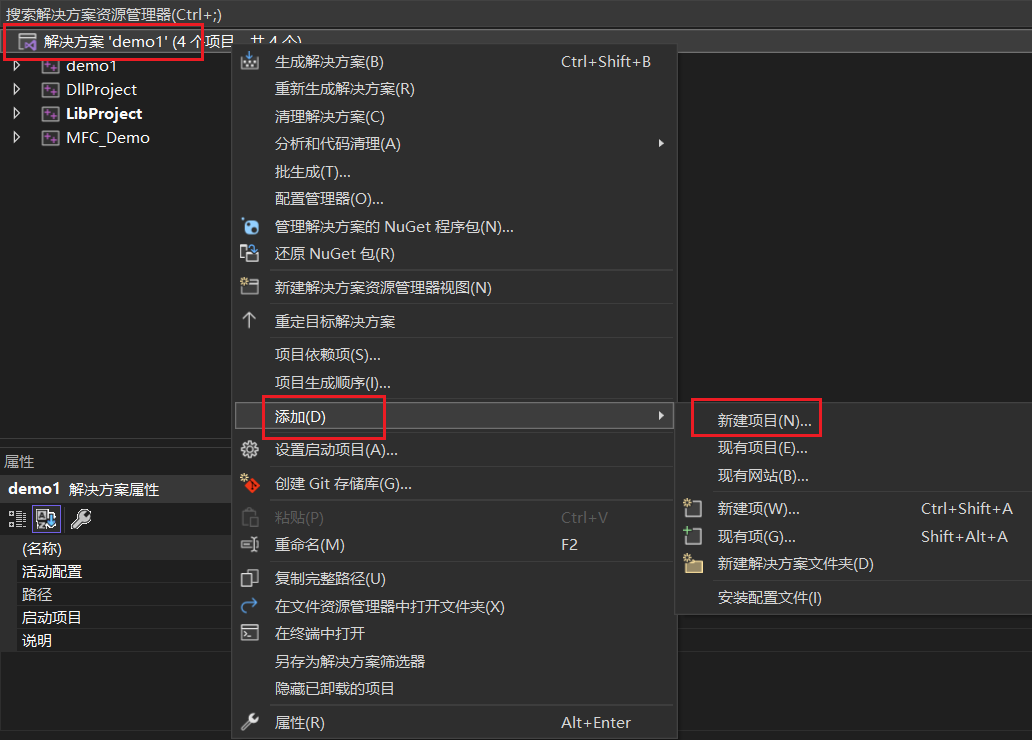 搜索解决方案资源管理器(Ctrl+;)
解决方案 'demo1' (4 个项目，共 4 个)
demo1
DllProject
LibProject
MFC_Demo
生成解决方案(B) Ctrl+Shift+B
重新生成解决方案(R)
清理解决方案(C)
分析和代码清理(A)
批生成(T)...
配置管理器(O)...
管理解决方案的 NuGet 程序包(N)...
还原 NuGet 包(R)
新建解决方案资源管理器视图(N)
重定目标解决方案
项目依赖项(S)...
项目生成顺序(I)...
添加(D)
设置启动项目(A)...
创建 Git 存储库(G)...
粘贴(P) Ctrl+V
重命名(M) F2
复制完整路径(U)
在文件资源管理器中打开文件夹(X)
在终端中打开
另存为解决方案筛选器
隐藏已卸载的项目
属性(R) Alt+Enter
新建项目(N)...
现有项目(E)...
现有网站(B)...
新建项(W)... Ctrl+Shift+A
现有项(G)... Shift+Alt+A
新建解决方案文件夹(D)
安装配置文件(I)
属性
demo1 解决方案属性
(名称)
活动配置
路径
启动项目
说明